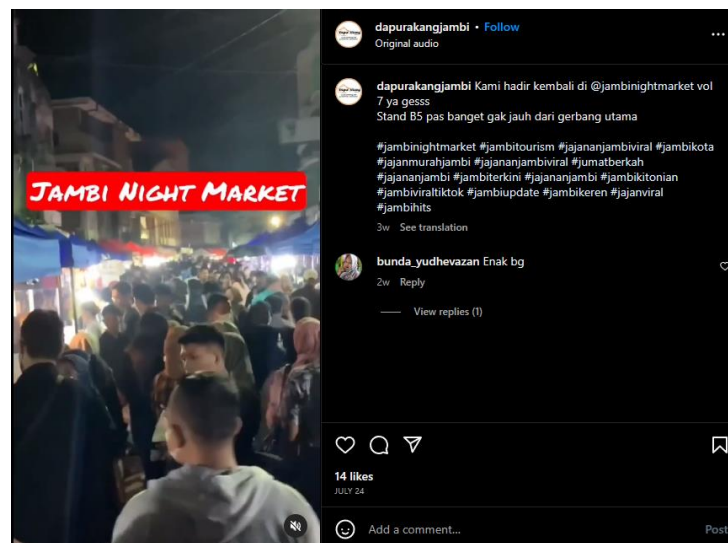 JAMBI NIGHT MARKET
dapurakangjambi • Follow
Original audio
dapurakangjambi Kami hadir kembali di @jambinightmarket vol
7 ya gesss
Stand B5 pas banget gak jauh dari gerbang utama
#jambinightmarket #jambitourism #jajananjambiviral #jambikota
#jajanmurahjambi #jajananjambiviral #jumatberkah
#jajananjambi #jambiterkini #jajananjambi #jambikitonian
#jambiviraltiktok #jambiupdate #jambikeren #jajanviral
#jambihits
3w See translation
bunda_yudhevazan Enak bg
2w Reply
View replies (1)
14 likes
JULY 24
Add a comment...
Post